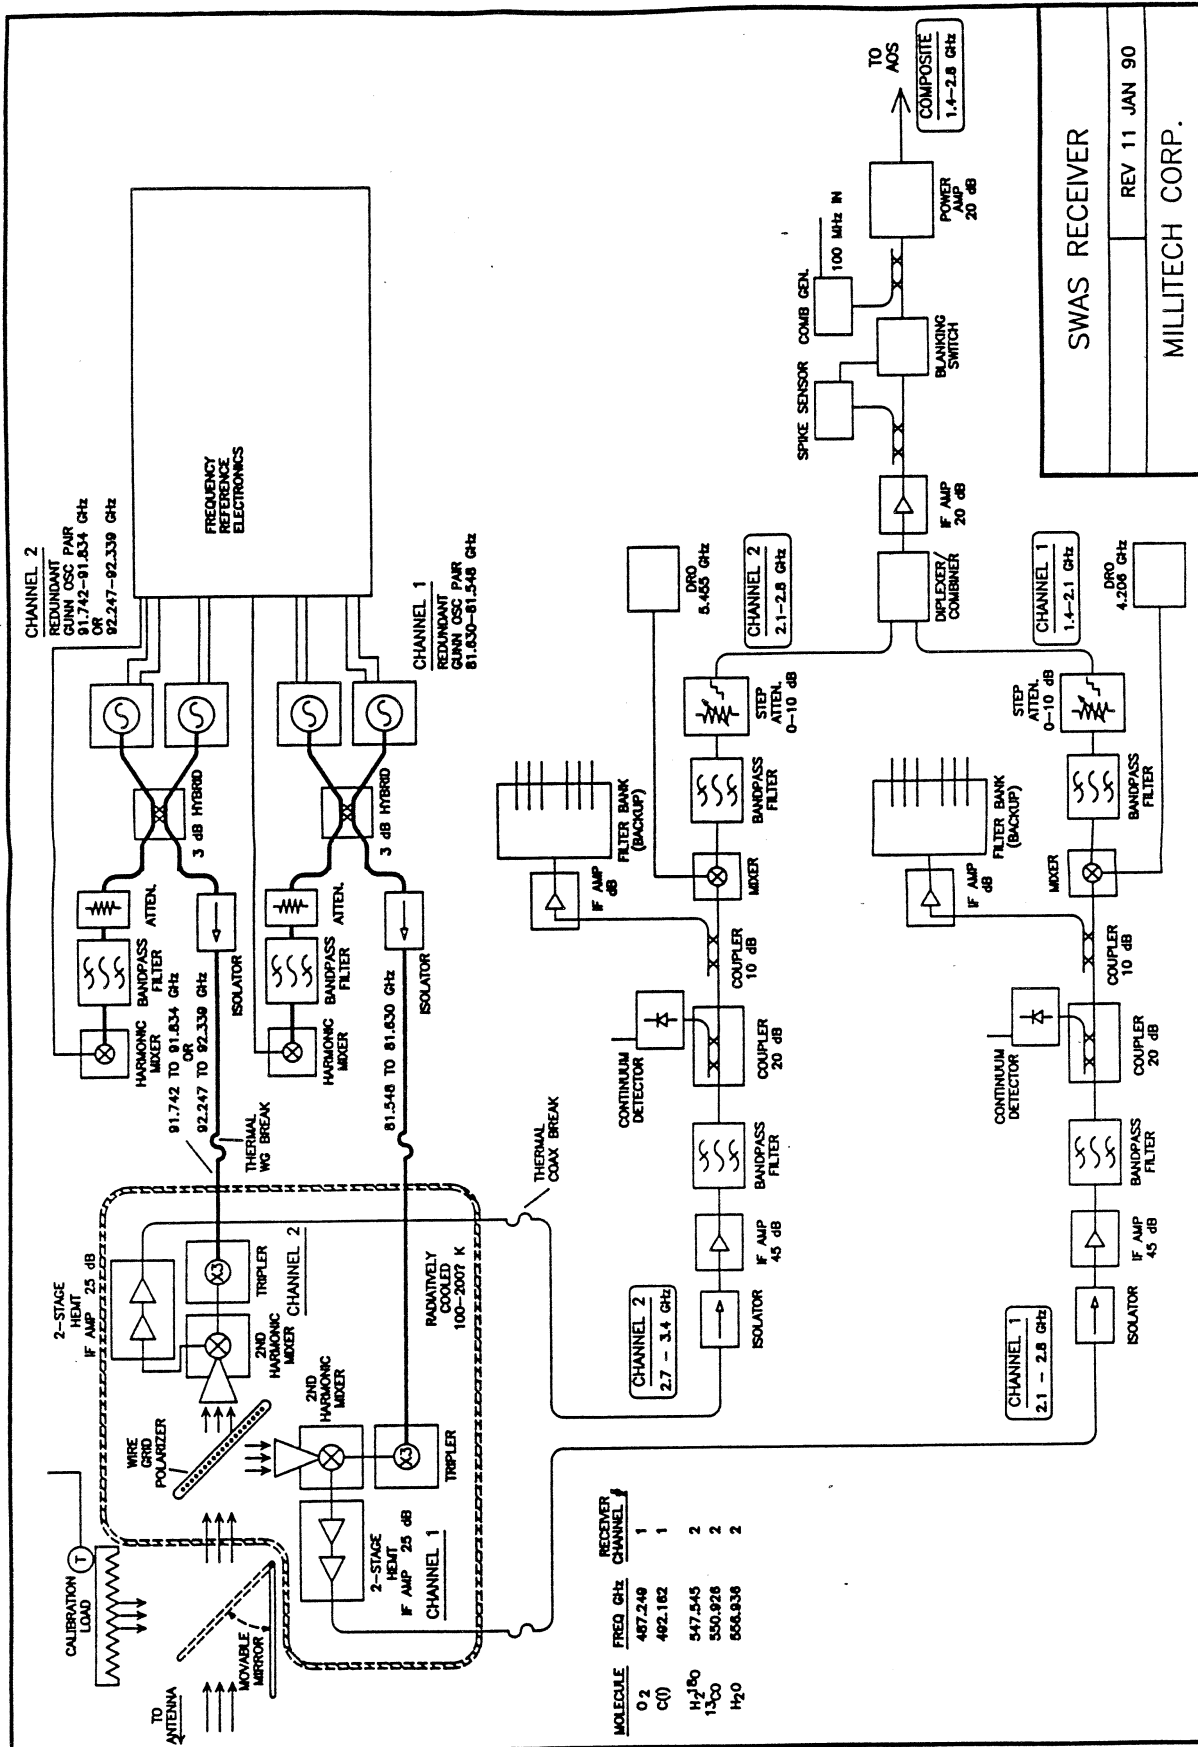 TO
ANTENNA
MOVABLE
MIRROR
CALIBRATION
LOAD
T
WIRE
GRID
POLARIZER
2-STAGE
HEMT
IF AMP 25 dB
2ND
HARMONIC
MIXER
X3
TRIPLER
CHANNEL 2
2-STAGE
HEMT
IF AMP 25 dB
CHANNEL 1
2ND
HARMONIC
MIXER
X3
TRIPLER
RADIATIVELY
COOLED
100-200? K
THERMAL
WG BREAK
THERMAL
COAX BREAK
91.742 TO 91.834 GHz
OR
92.247 TO 92.339 GHz
81.548 TO 81.630 GHz
HARMONIC
MIXER
BANDPASS
FILTER
ATTEN.
ISOLATOR
3 dB HYBRID
HARMONIC
MIXER
BANDPASS
FILTER
ATTEN.
ISOLATOR
3 dB HYBRID
CHANNEL 2
REDUNDANT
GUNN OSC PAIR
91.742-91.834 GHz
OR
92.247-92.339 GHz
CHANNEL 1
REDUNDANT
GUNN OSC PAIR
81.630-81.548 GHz
FREQUENCY
REFERENCE
ELECTRONICS
CHANNEL 2
2.7 - 3.4 GHz
ISOLATOR
IF AMP
45 dB
BANDPASS
FILTER
CONTINUUM
DETECTOR
COUPLER
20 dB
COUPLER
10 dB
IF AMP
dB
FILTER BANK
(BACKUP)
MIXER
BANDPASS
FILTER
STEP
ATTEN.
0-10 dB
DRO
5.455 GHz
CHANNEL 2
2.1-2.8 GHz
CHANNEL 1
2.1 - 2.8 GHz
ISOLATOR
IF AMP
45 dB
BANDPASS
FILTER
CONTINUUM
DETECTOR
COUPLER
20 dB
COUPLER
10 dB
IF AMP
dB
FILTER BANK
(BACKUP)
MIXER
BANDPASS
FILTER
STEP
ATTEN.
0-10 dB
DRO
4.206 GHz
CHANNEL 1
1.4-2.1 GHz
DIPLEXER/
COMBINER
IF AMP
20 dB
SPIKE SENSOR
BLANKING
SWITCH
COMB GEN.
100 MHz IN
POWER
AMP
20 dB
TO
AOS
COMPOSITE
1.4-2.8 GHz
MOLECULE FREQ GHz RECEIVER CHANNEL #
O2 487.249 1
C(I) 492.162 1
H2 18O 547.545 2
13CO 550.926 2
H2O 556.936 2
SWAS RECEIVER
REV 11 JAN 90
MILLITECH CORP.